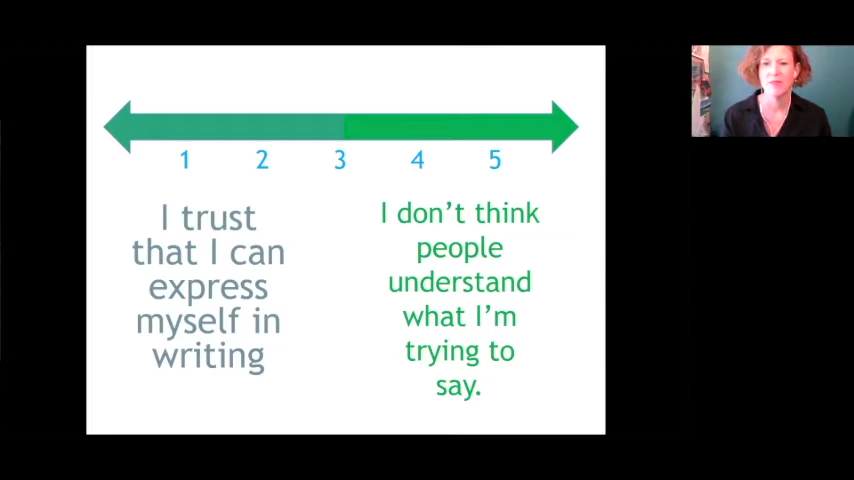 1 2 3 4 5
I trust
that I can
express
myself in
writing
I don't think
people
understand
what I'm
trying to
say.